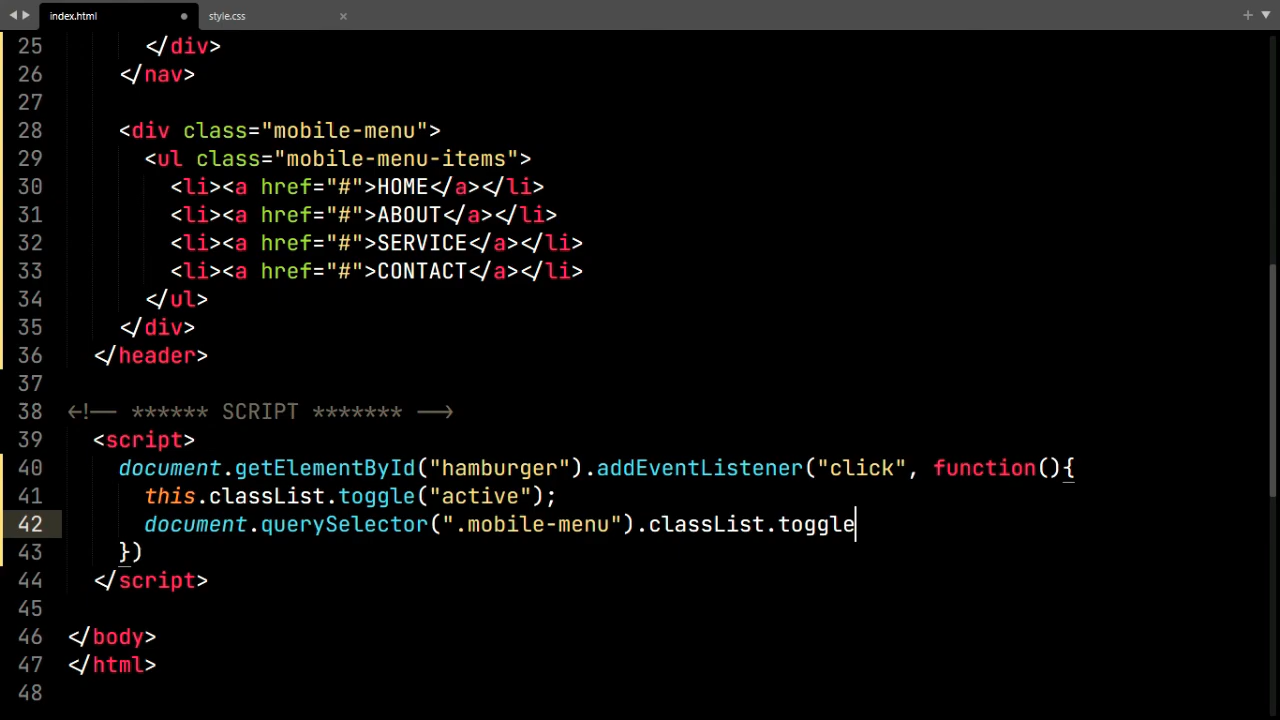 index.html
style.css
25 </div>
26 </nav>
27
28 <div class="mobile-menu">
29 <ul class="mobile-menu-items">
30 <li><a href="#">HOME</a></li>
31 <li><a href="#">ABOUT</a></li>
32 <li><a href="#">SERVICE</a></li>
33 <li><a href="#">CONTACT</a></li>
34 </ul>
35 </div>
36 </header>
37
38 <!-- ****** SCRIPT ******* -->
39 <script>
40 document.getElementById("hamburger").addEventListener("click", function(){
41 this.classList.toggle("active");
42 document.querySelector(".mobile-menu").classList.toggle
43 })
44 </script>
45
46 </body>
47 </html>
48